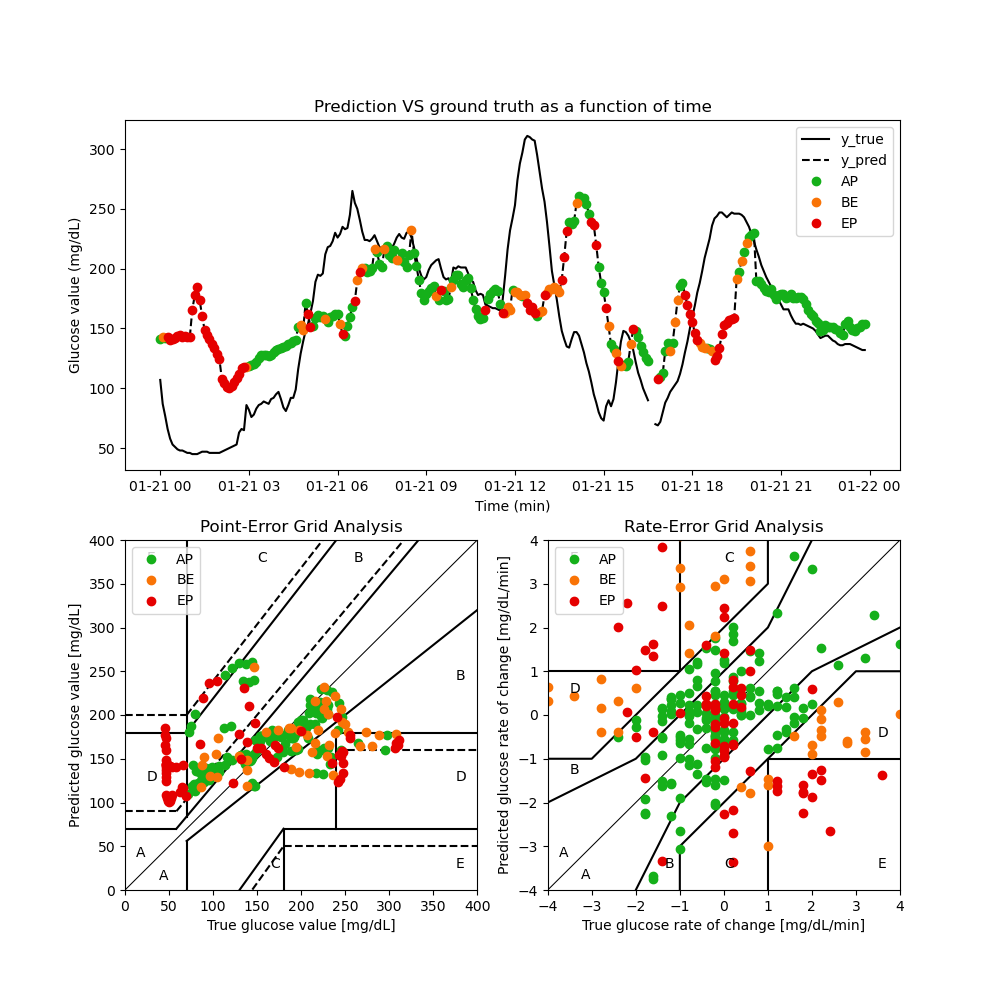 Prediction VS ground truth as a function of time
Glucose value (mg/dL)
300
250
200
150
100
50
y_true
y_pred
AP
BE
EP
01-21 00 01-21 03 01-21 06 01-21 09 01-21 12 01-21 15 01-21 18 01-21 21 01-22 00
Time (min)
Point-Error Grid Analysis
Predicted glucose value [mg/dL]
400
350
300
250
200
150
100
50
0
AP
BE
EP
C
B
B
D
D
A
A
C
E
0 50 100 150 200 250 300 350 400
True glucose value [mg/dL]
Rate-Error Grid Analysis
Predicted glucose rate of change [mg/dL/min]
4
3
2
1
0
−1
−2
−3
−4
AP
BE
EP
C
D
D
B
A
A
B
C
E
−4 −3 −2 −1 0 1 2 3 4
True glucose rate of change [mg/dL/min]